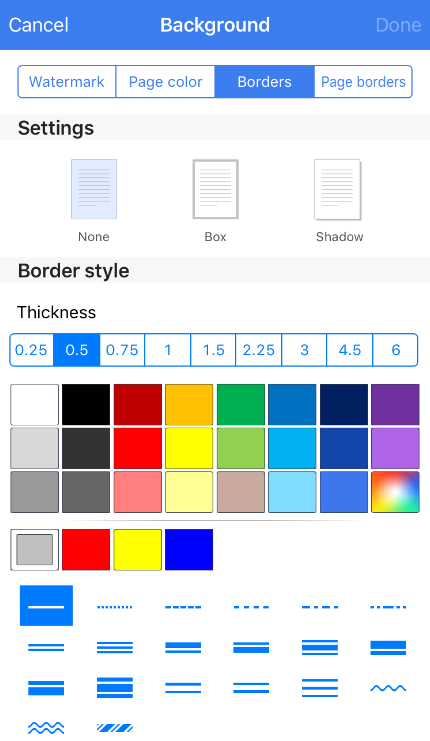 Cancel Background Done
Watermark Page color Borders Page borders
Settings
None Box Shadow
Border style
Thickness
0.25 0.5 0.75 1 1.5 2.25 3 4.5 6